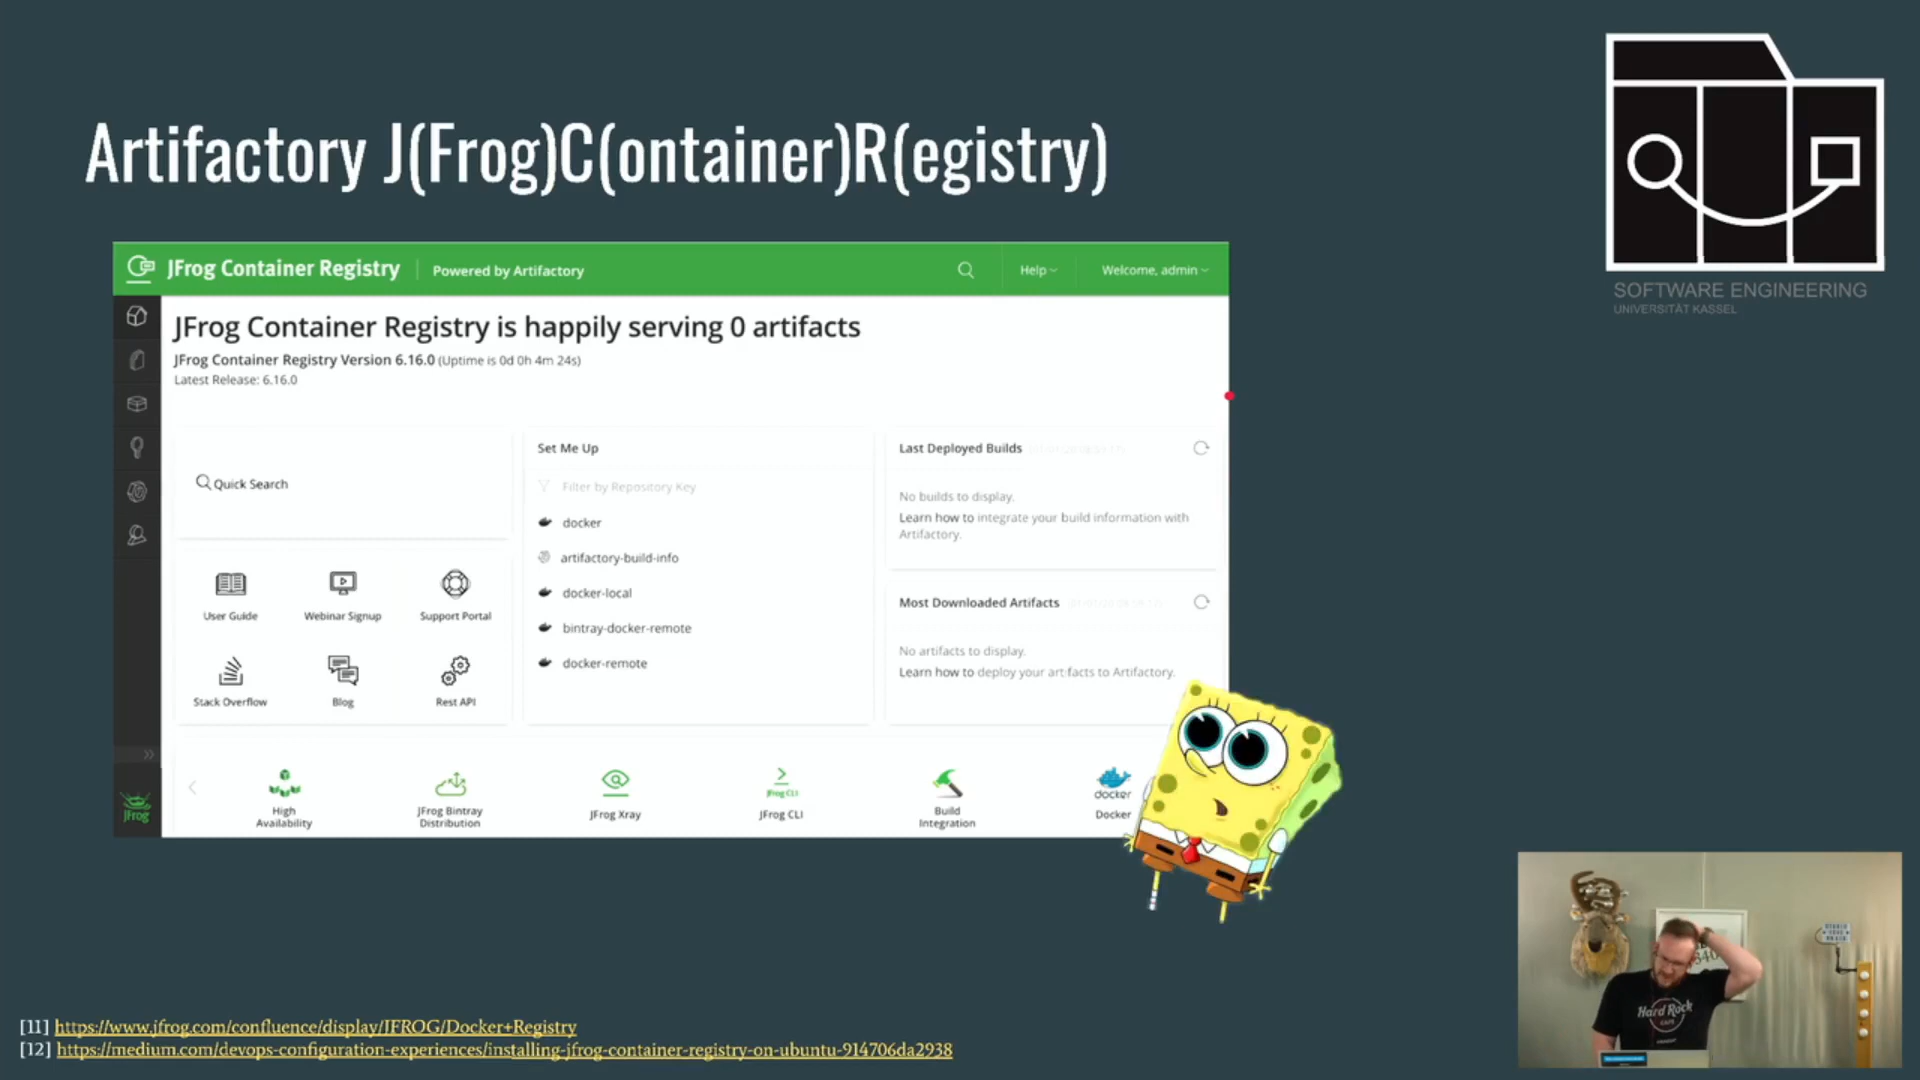 Artifactory J(Frog)C(ontainer)R(egistry)
SOFTWARE ENGINEERING
UNIVERSITÄT KASSEL
JFrog Container Registry
Powered by Artifactory
Help
Welcome, admin
JFrog Container Registry is happily serving 0 artifacts
JFrog Container Registry Version 6.16.0 (Uptime is 0d 0h 4m 24s)
Latest Release: 6.16.0
Quick Search
User Guide
Webinar Signup
Support Portal
Stack Overflow
Blog
Rest API
Set Me Up
Filter by Repository Key
docker
artifactory-build-info
docker-local
bintray-docker-remote
docker-remote
Last Deployed Builds
No builds to display.
Learn how to integrate your build information with
Artifactory.
Most Downloaded Artifacts
No artifacts to display.
Learn how to deploy your artifacts to Artifactory.
JFrog
High
Availability
JFrog Bintray
Distribution
JFrog Xray
JFrog CLI
JFrog CLI
Build
Integration
docker
Docker
Hard Rock
CAFE
[11] https://www.jfrog.com/confluence/display/JFROG/Docker+Registry
[12] https://medium.com/devops-configuration-experiences/installing-jfrog-container-registry-on-ubuntu-914706da2938